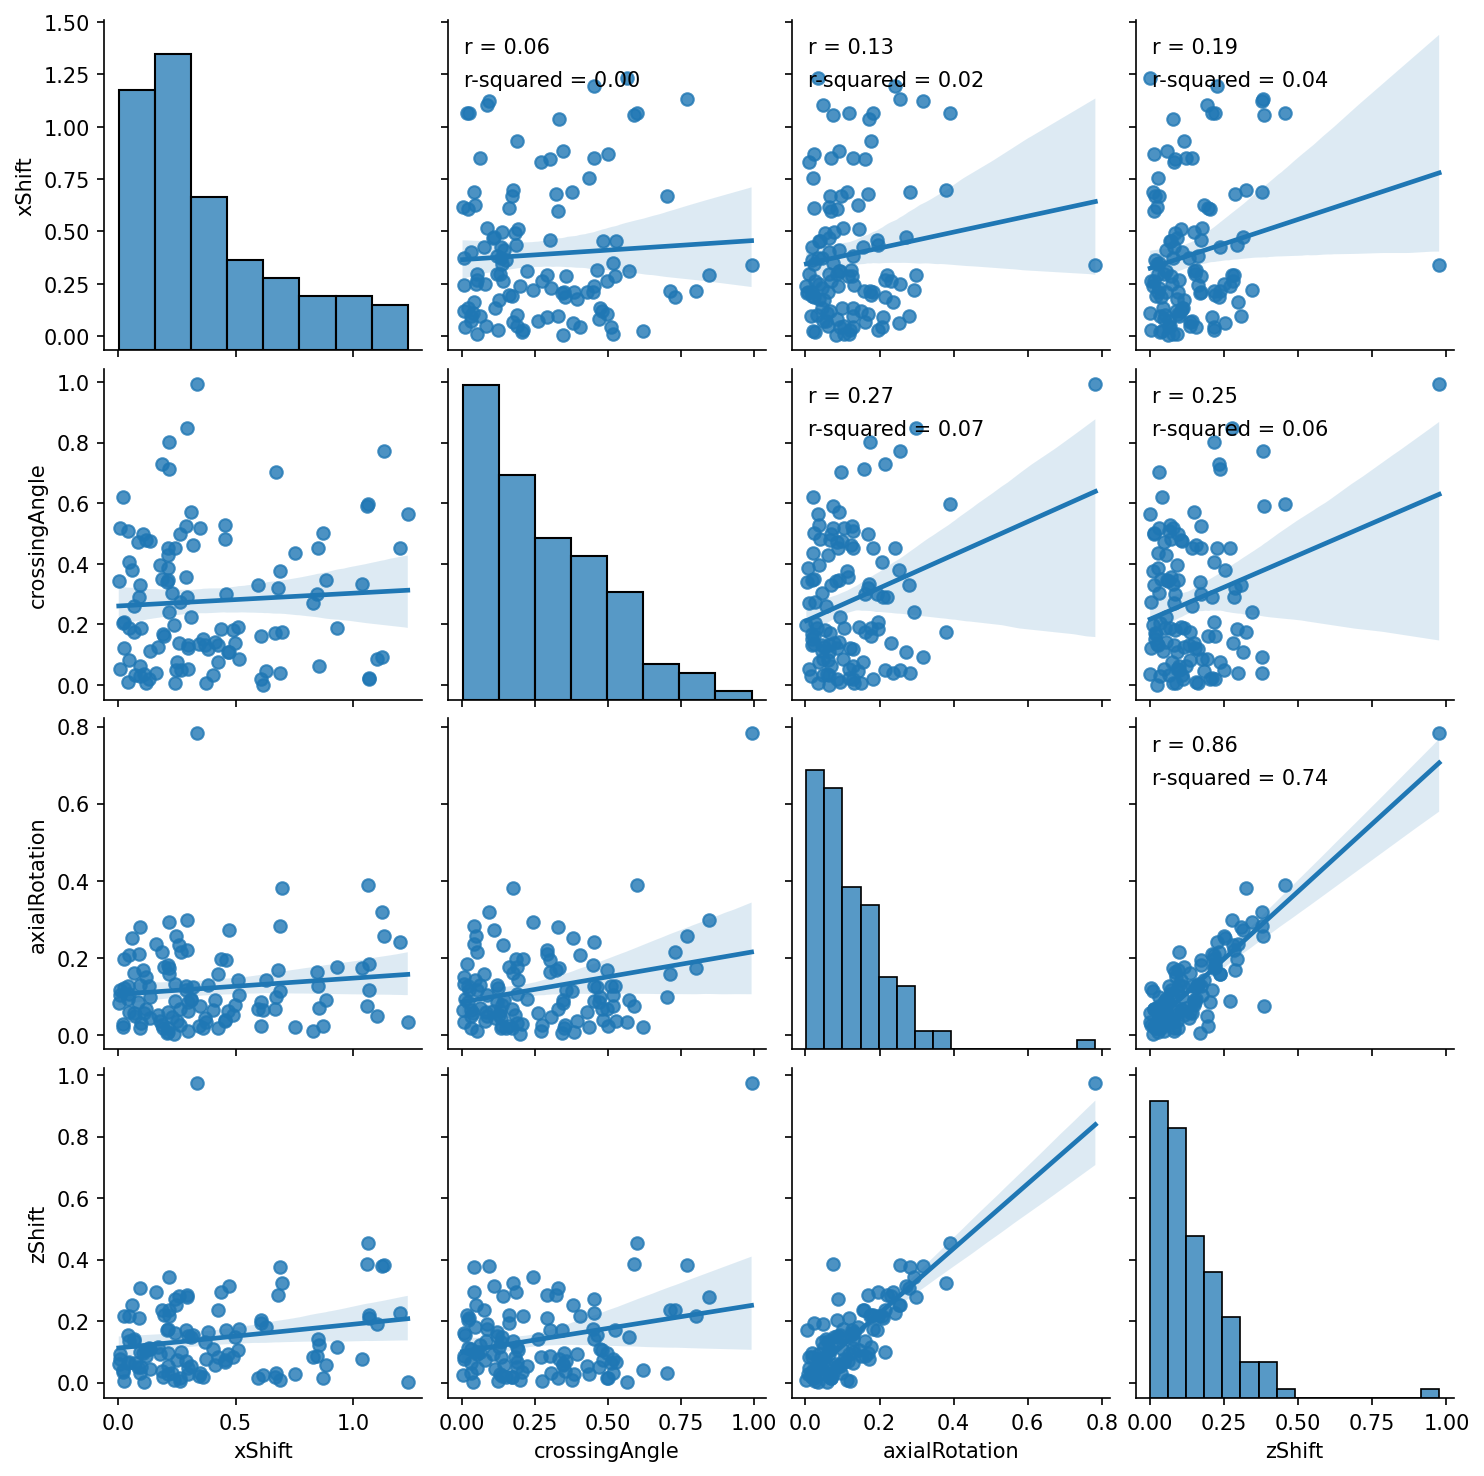 1.50
1.25
1.00
0.75
0.50
0.25
0.00
xShift
r = 0.06
r-squared = 0.00
r = 0.13
r-squared = 0.02
r = 0.19
r-squared = 0.04
1.0
0.8
0.6
0.4
0.2
0.0
crossingAngle
r = 0.27
r-squared = 0.07
r = 0.25
r-squared = 0.06
0.8
0.6
0.4
0.2
0.0
axialRotation
r = 0.86
r-squared = 0.74
1.0
0.8
0.6
0.4
0.2
0.0
zShift
0.0 0.5 1.0
xShift
0.00 0.25 0.50 0.75 1.00
crossingAngle
0.0 0.2 0.4 0.6 0.8
axialRotation
0.00 0.25 0.50 0.75 1.00
zShift